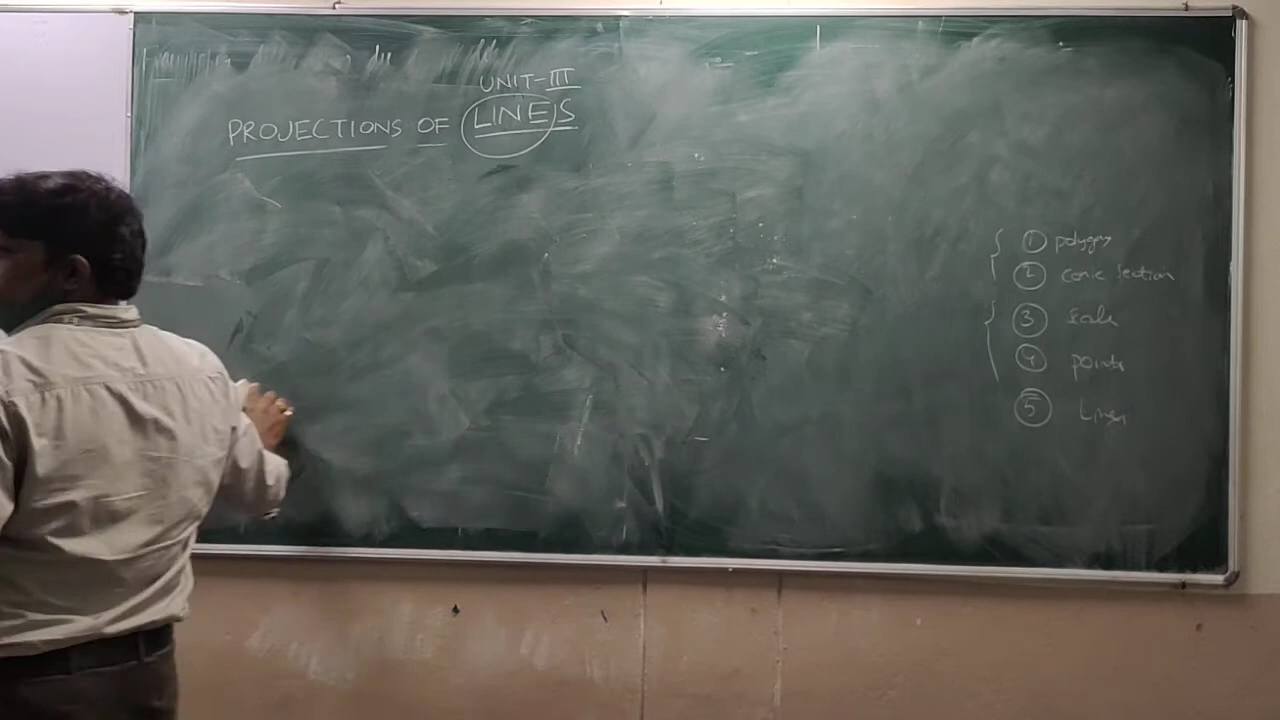 UNIT-III
PROJECTIONS OF LINES
① polygons
② conic section
③ scale
④ points
⑤ Lines